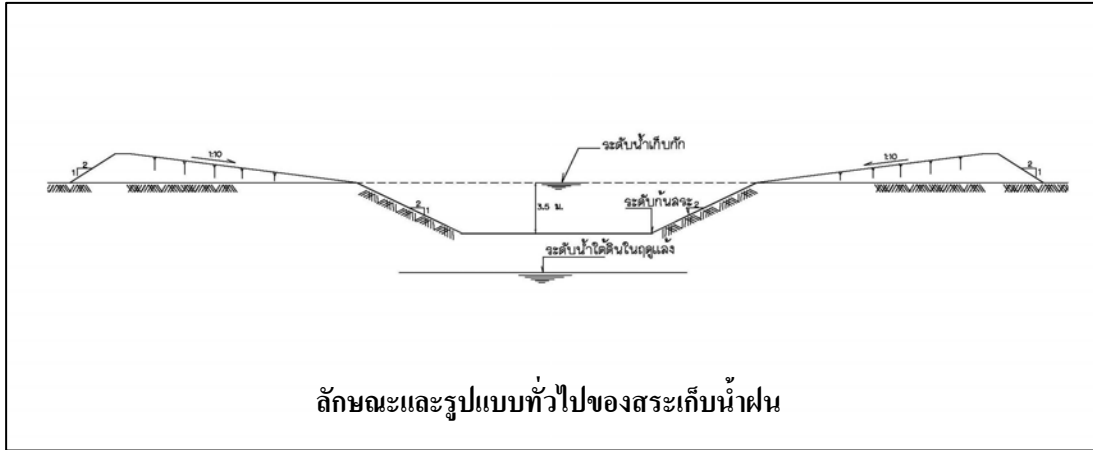 ระดับน้ำเก็บกัก
1:10
1:10
2
1
2
1
3.5 ม.
2
1
ระดับก้นสระ
2
ระดับน้ำใต้ดินในฤดูแล้ง
ลักษณะและรูปแบบทั่วไปของสระเก็บน้ำฝน